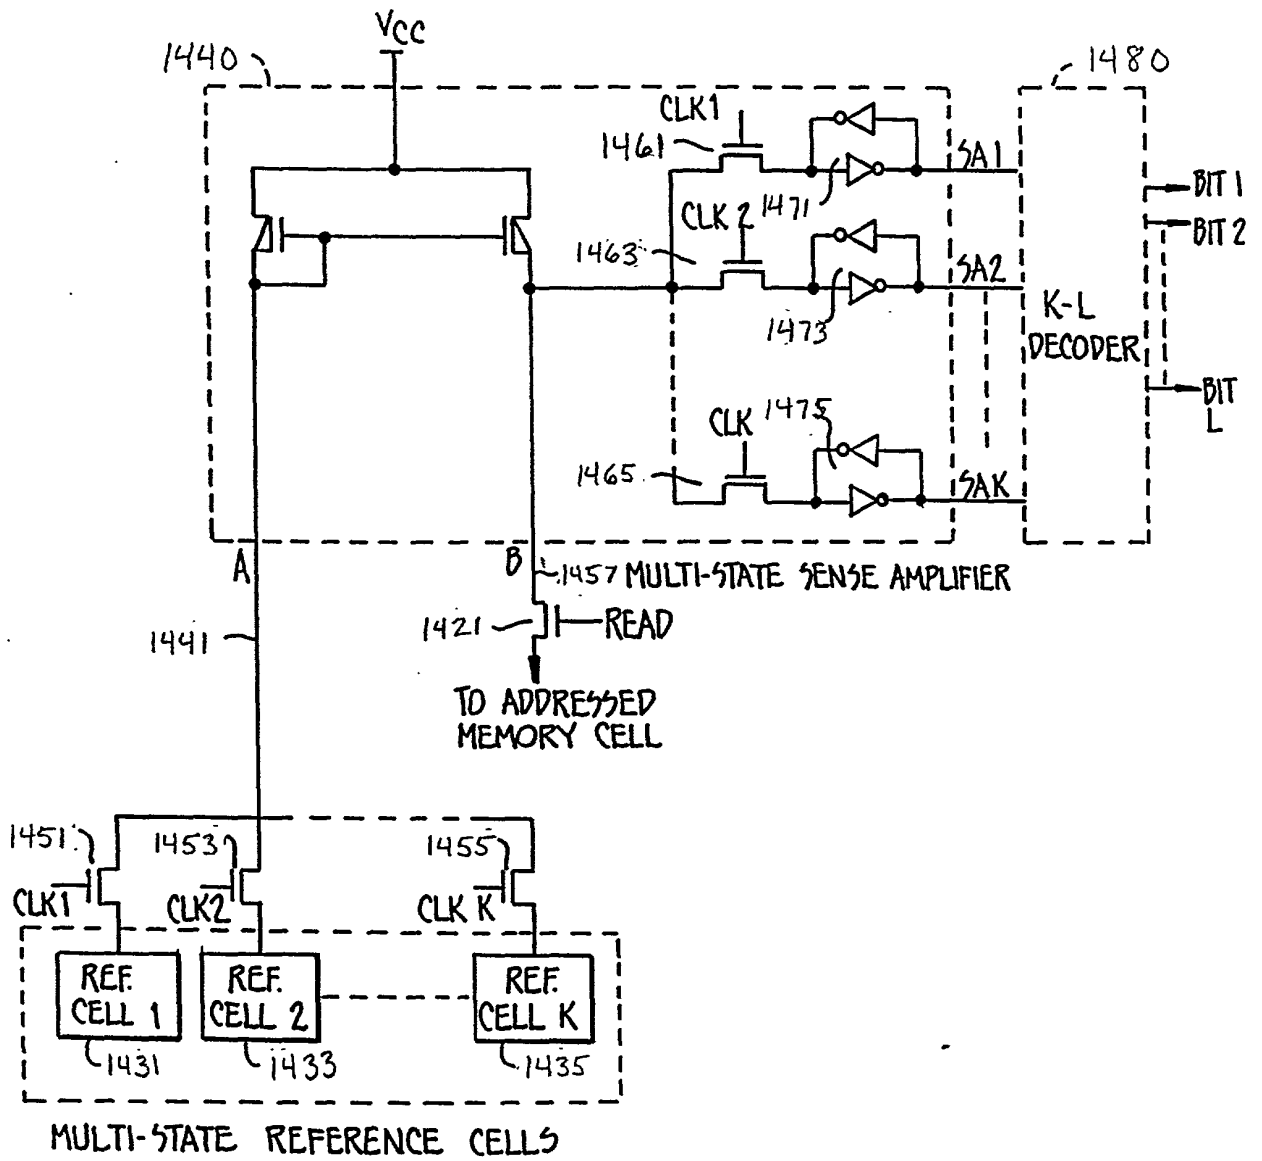 VCC
1440
1480
CLK1
1461
SA1
1471
BIT 1
CLK 2
BIT 2
1463
SA2
1473
K-L
DECODER
CLK
1475
BIT
L
1465
SAK
A
B
1457
MULTI-STATE SENSE AMPLIFIER
1421
READ
1441
TO ADDRESSED
MEMORY CELL
1451
1453
1455
CLK1
CLK2
CLK K
REF.
CELL 1
REF.
CELL 2
REF.
CELL K
1431
1433
1435
MULTI-STATE REFERENCE CELLS